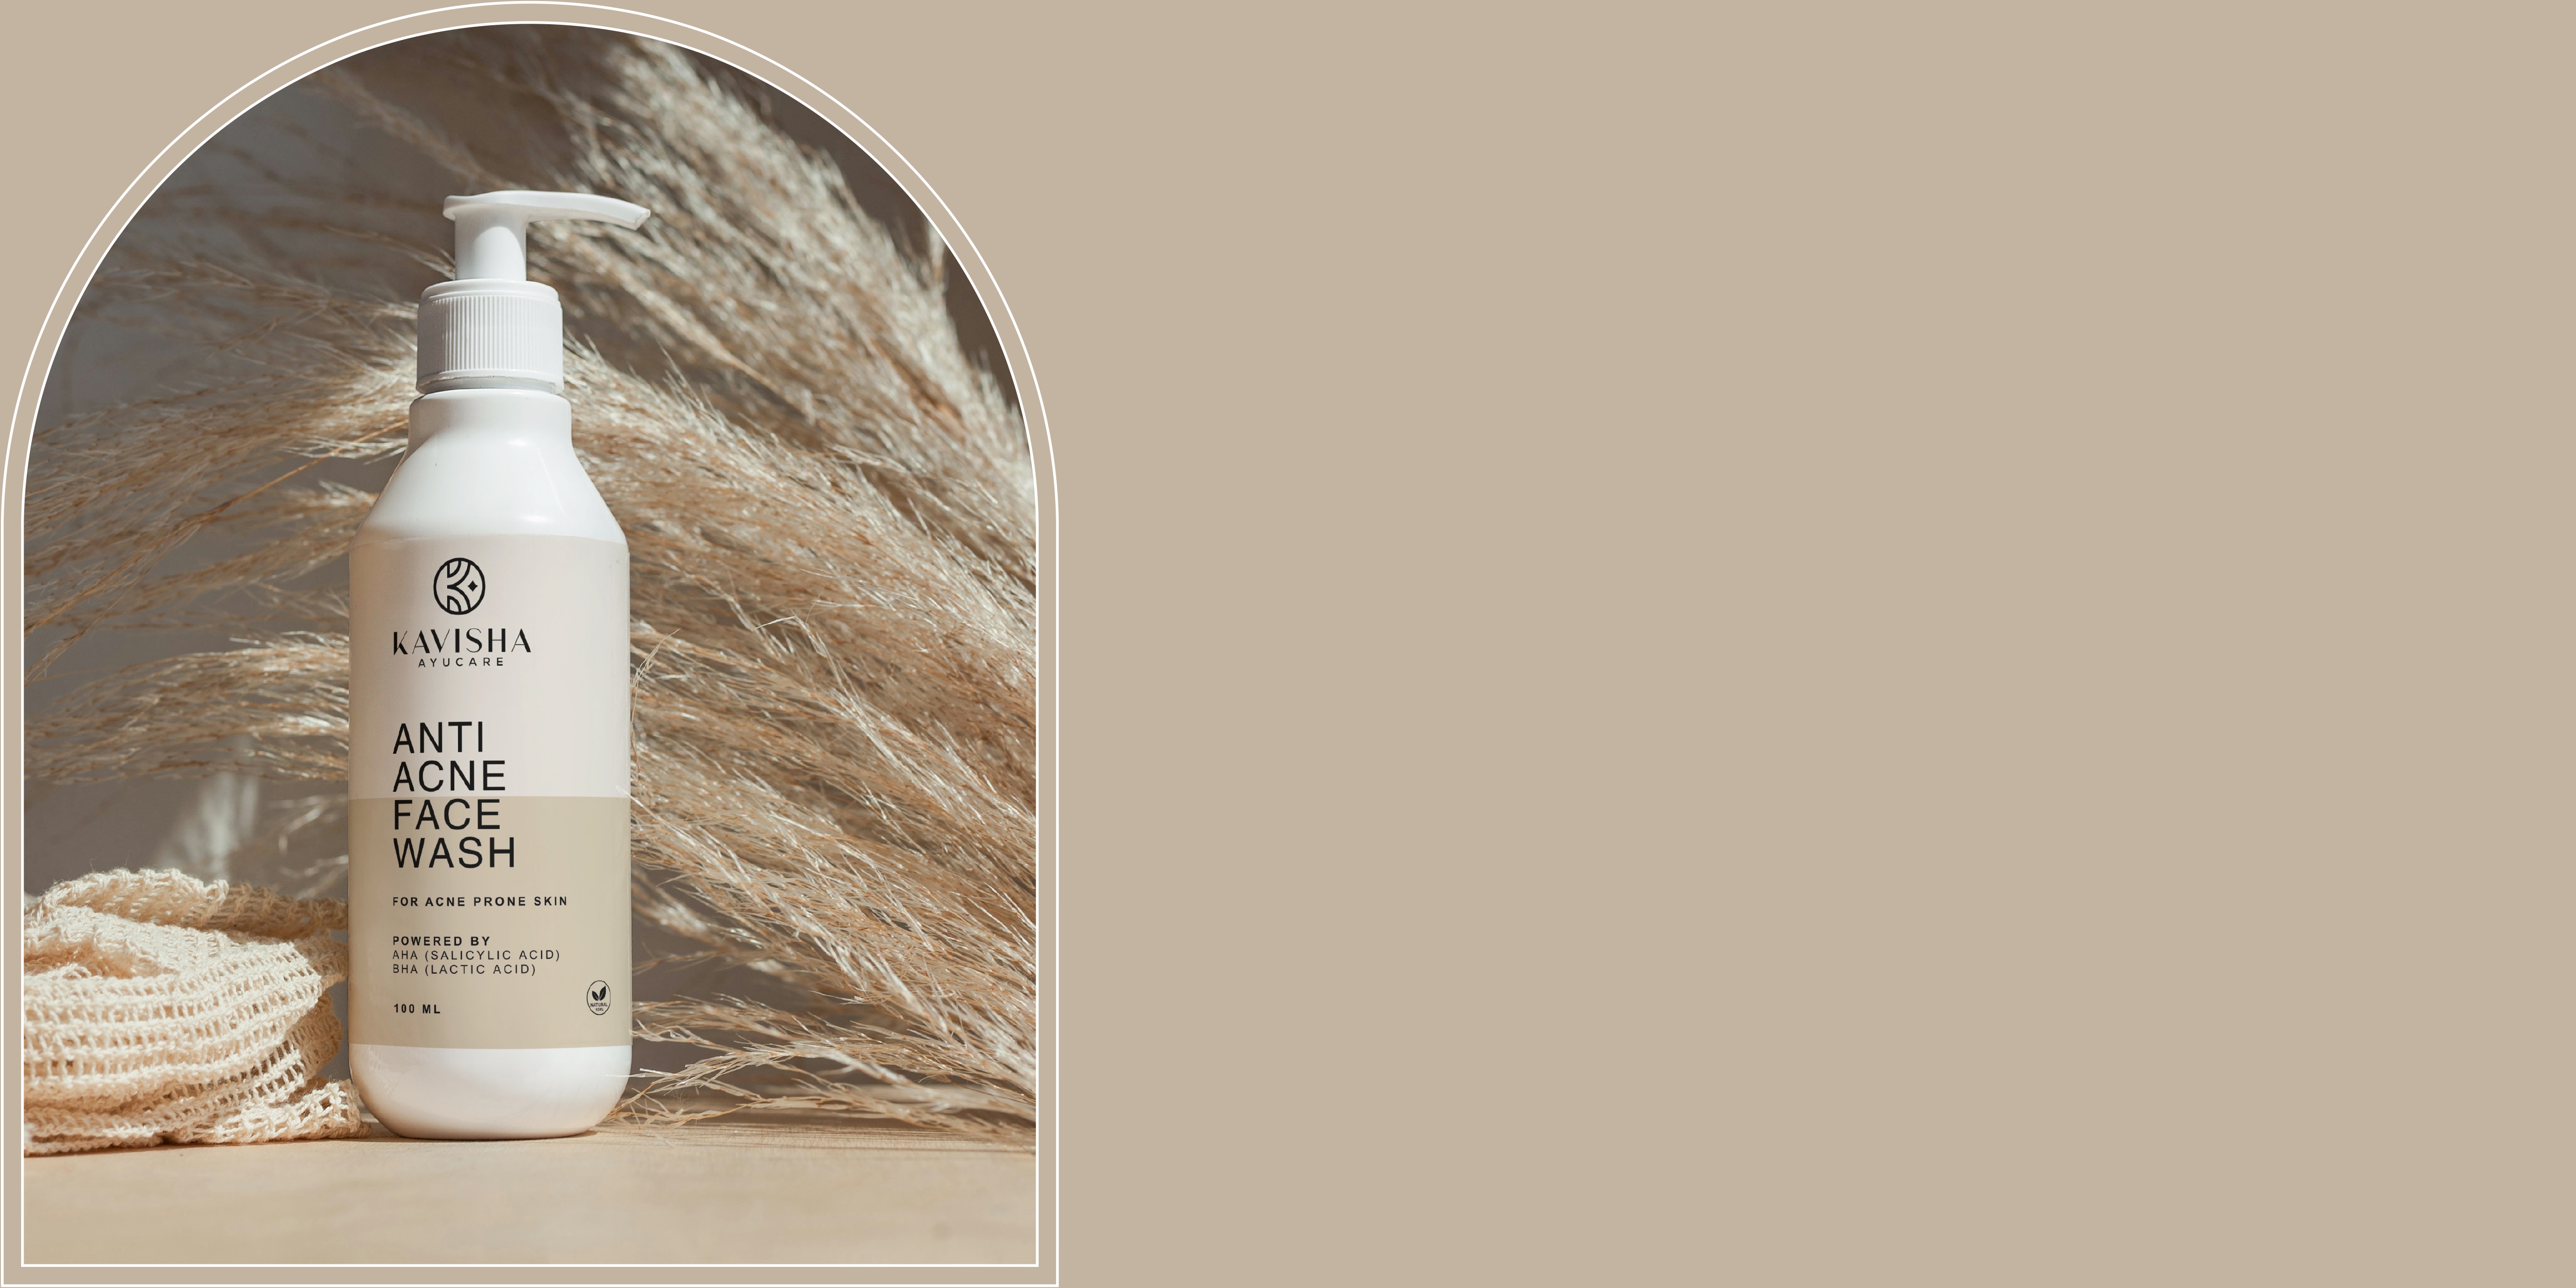 KAVISHA
AYUCARE
ANTI
ACNE
FACE
WASH
FOR ACNE PRONE SKIN
POWERED BY
AHA (SALICYLIC ACID)
BHA (LACTIC ACID)
100 ML
NATURAL